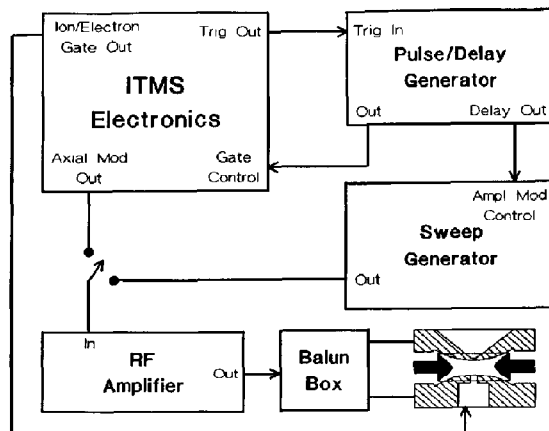 Ion/Electron
Gate Out
Trig Out
ITMS
Electronics
Axial Mod
Out
Gate
Control
Trig In
Pulse/Delay
Generator
Out
Delay Out
Ampl Mod
Control
Sweep
Generator
Out
In
RF
Amplifier
Out
Balun
Box